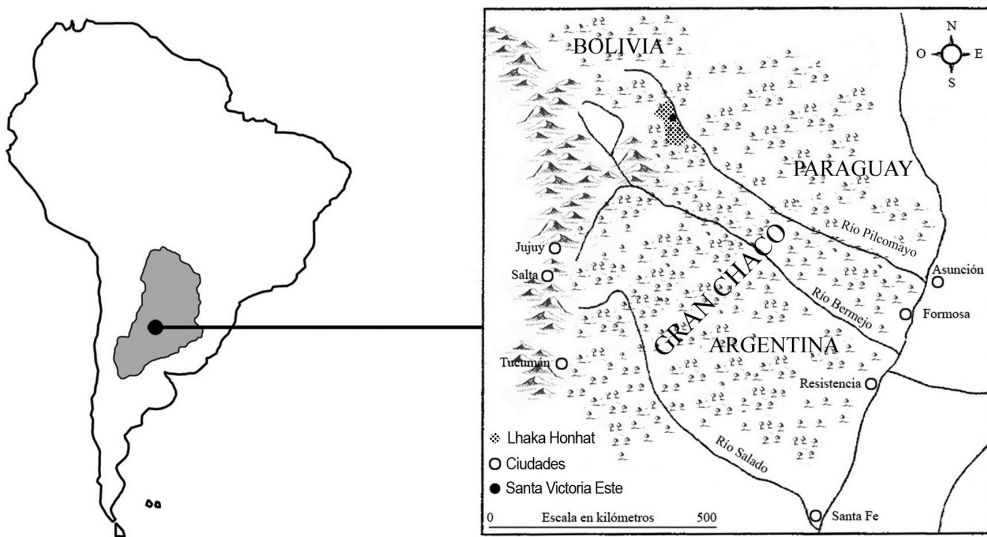 BOLIVIA
N
O
E
S
PARAGUAY
Río Pilcomayo
Jujuy
Salta
GRAN CHACO
Asunción
Río Bermejo
Formosa
ARGENTINA
Tucumán
Resistencia
Lhaka Honhat
Ciudades
Río Salado
Santa Victoria Este
0 Escala en kilómetros 500
Santa Fe